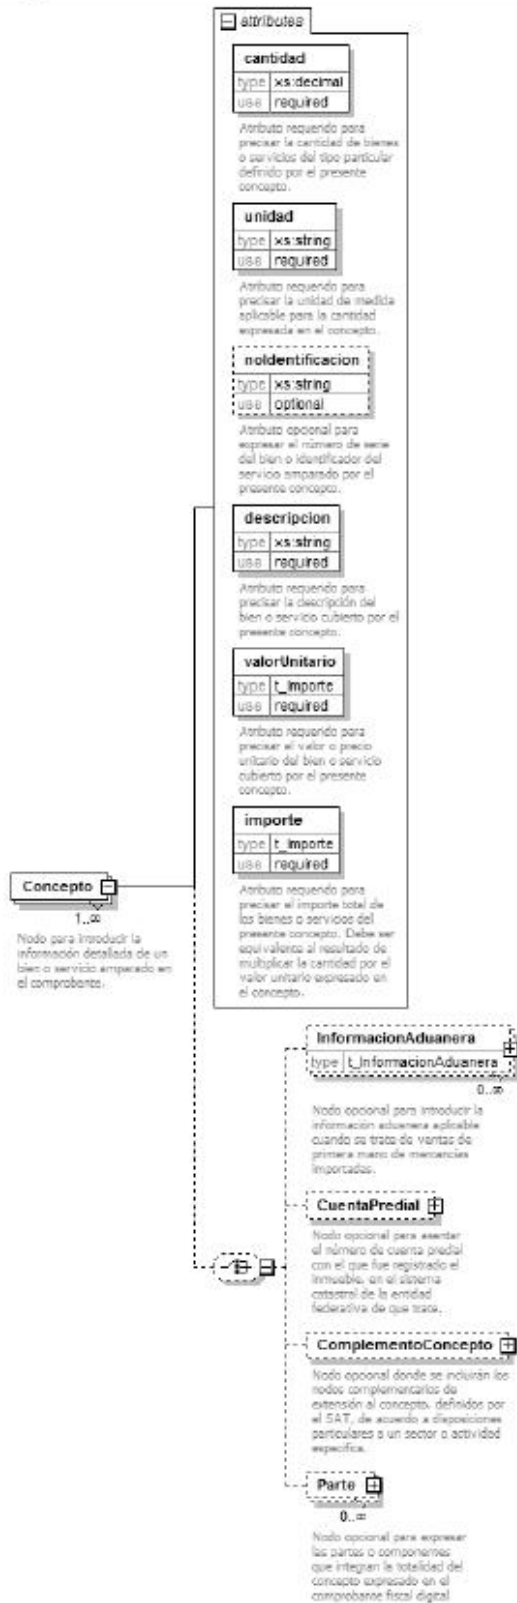 attributes
cantidad
type xs:decimal
use required
Atributo requerido para
precisar la cantidad de bienes
o servicios del tipo particular
definido por el presente
concepto.
unidad
type xs:string
use required
Atributo requerido para
precisar la unidad de medida
aplicable para la cantidad
expresada en el concepto.
noIdentificacion
type xs:string
use optional
Atributo opcional para
expresar el número de serie
del bien o identificador del
servicio amparado por el
presente concepto.
descripcion
type xs:string
use required
Atributo requerido para
precisar la descripción del
bien o servicio cubierto por el
presente concepto.
valorUnitario
type t_Importe
use required
Atributo requerido para
precisar el valor o precio
unitario del bien o servicio
cubierto por el presente
concepto.
importe
type t_Importe
use required
Atributo requerido para
precisar el importe total de
los bienes o servicios del
presente concepto. Debe ser
equivalente al resultado de
multiplicar la cantidad por el
valor unitario expresado en
el concepto.
Concepto
1..∞
Nodo para introducir la
información detallada de un
bien o servicio amparado en
el comprobante.
InformacionAduanera
type t_InformacionAduanera
0..∞
Nodo opcional para introducir la
información aduanera aplicable
cuando se trate de ventas de
primera mano de mercancías
importadas.
CuentaPredial
Nodo opcional para asentar
el número de cuenta predial
con el que fue registrado el
inmueble, en el sistema
catastral de la entidad
federativa de que trate.
ComplementoConcepto
Nodo opcional donde se incluirán los
nodos complementarios de
extensión al concepto, definidos por
el SAT, de acuerdo a disposiciones
particulares a un sector o actividad
especifica.
Parte
0..∞
Nodo opcional para expresar
las partes o componentes
que integran la totalidad del
concepto expresado en el
comprobante fiscal digital